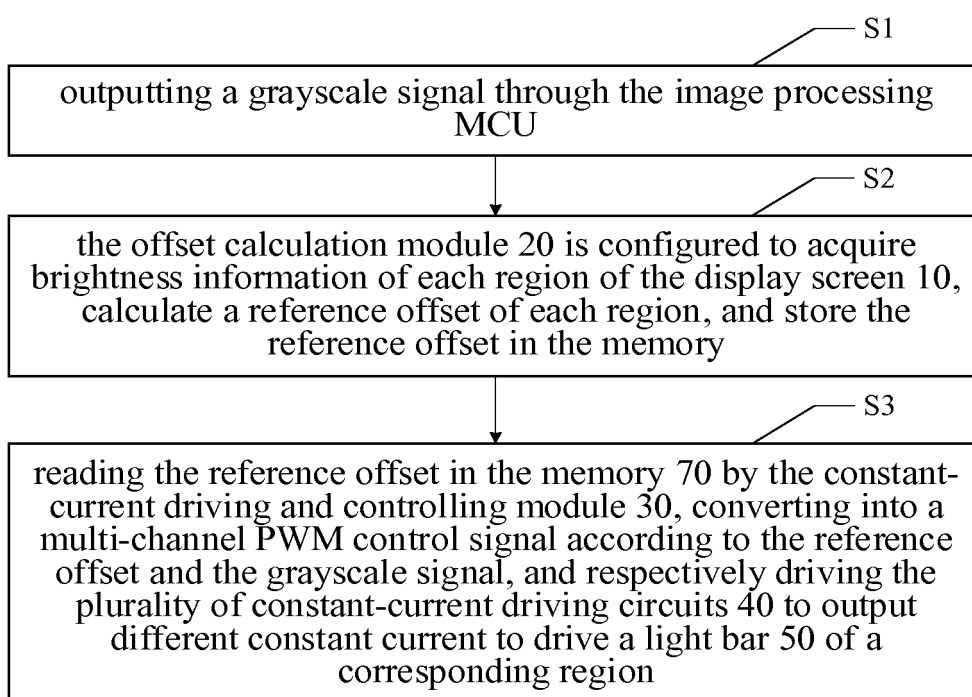 S1
outputting a grayscale signal through the image processing
MCU
S2
the offset calculation module 20 is configured to acquire
brightness information of each region of the display screen 10,
calculate a reference offset of each region, and store the
reference offset in the memory
S3
reading the reference offset in the memory 70 by the constant-
current driving and controlling module 30, converting into a
multi-channel PWM control signal according to the reference
offset and the grayscale signal, and respectively driving the
plurality of constant-current driving circuits 40 to output
different constant current to drive a light bar 50 of a
corresponding region